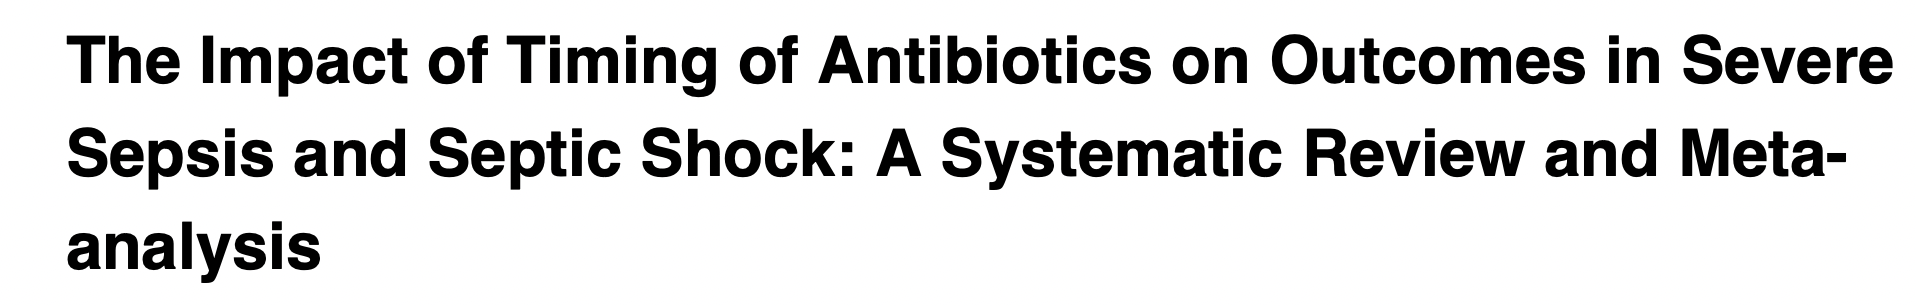 The Impact of Timing of Antibiotics on Outcomes in Severe
Sepsis and Septic Shock: A Systematic Review and Meta-
analysis